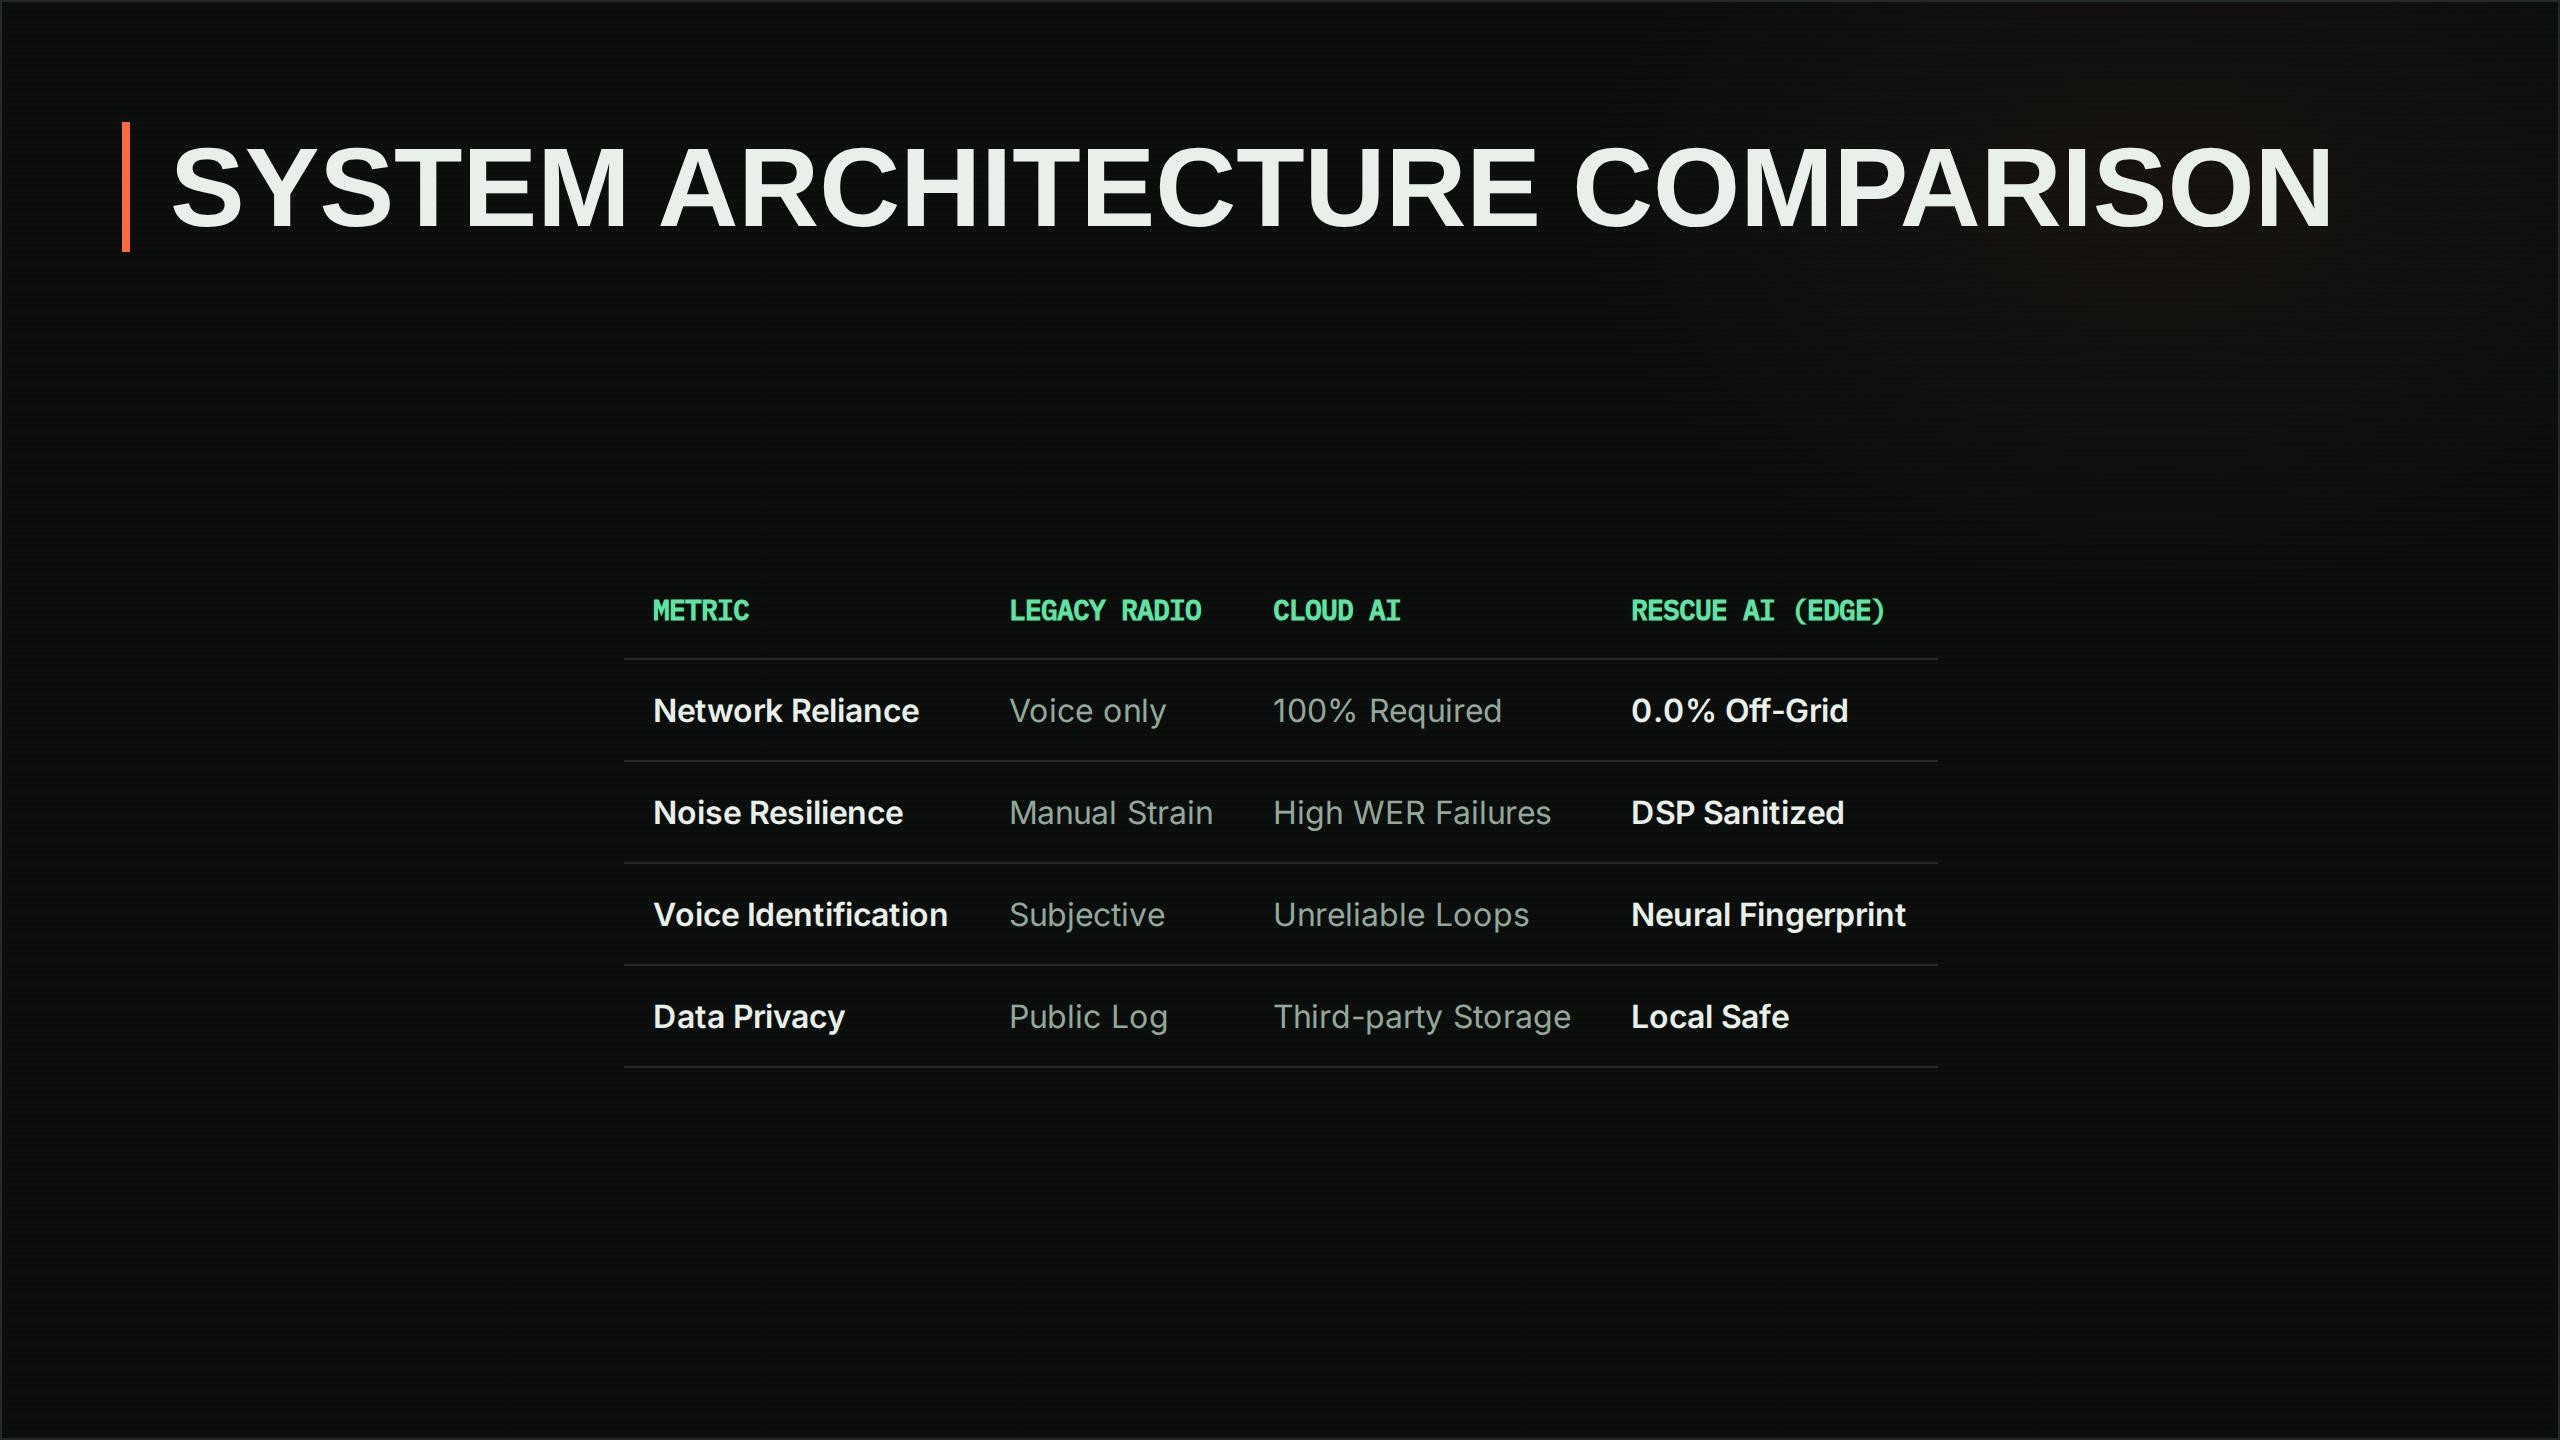 SYSTEM ARCHITECTURE COMPARISON
METRIC LEGACY RADIO CLOUD AI RESCUE AI (EDGE)
Network Reliance Voice only 100% Required 0.0% Off-Grid
Noise Resilience Manual Strain High WER Failures DSP Sanitized
Voice Identification Subjective Unreliable Loops Neural Fingerprint
Data Privacy Public Log Third-party Storage Local Safe